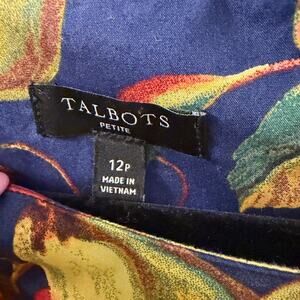 TALBOTS
PETITE
12P
MADE IN
VIETNAM